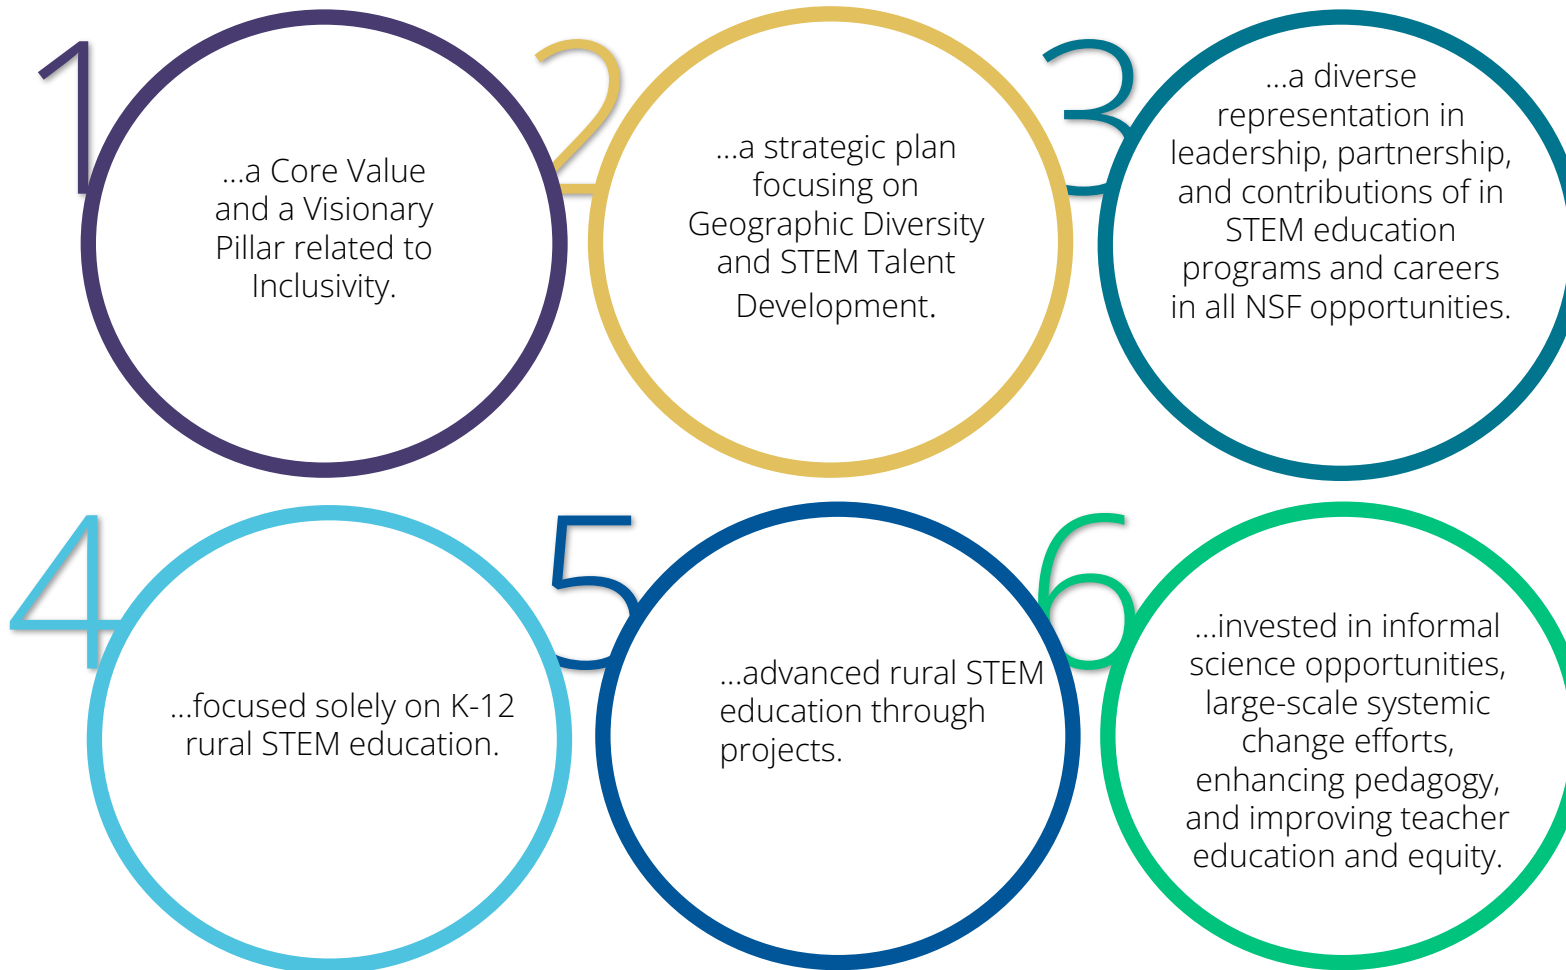 1
...a Core Value
and a Visionary
Pillar related to
Inclusivity.
2
...a strategic plan
focusing on
Geographic Diversity
and STEM Talent
Development.
3
...a diverse
representation in
leadership, partnership,
and contributions of in
STEM education
programs and careers
in all NSF opportunities.
4
...focused solely on K-12
rural STEM education.
5
...advanced rural STEM
education through
projects.
6
...invested in informal
science opportunities,
large-scale systemic
change efforts,
enhancing pedagogy,
and improving teacher
education and equity.